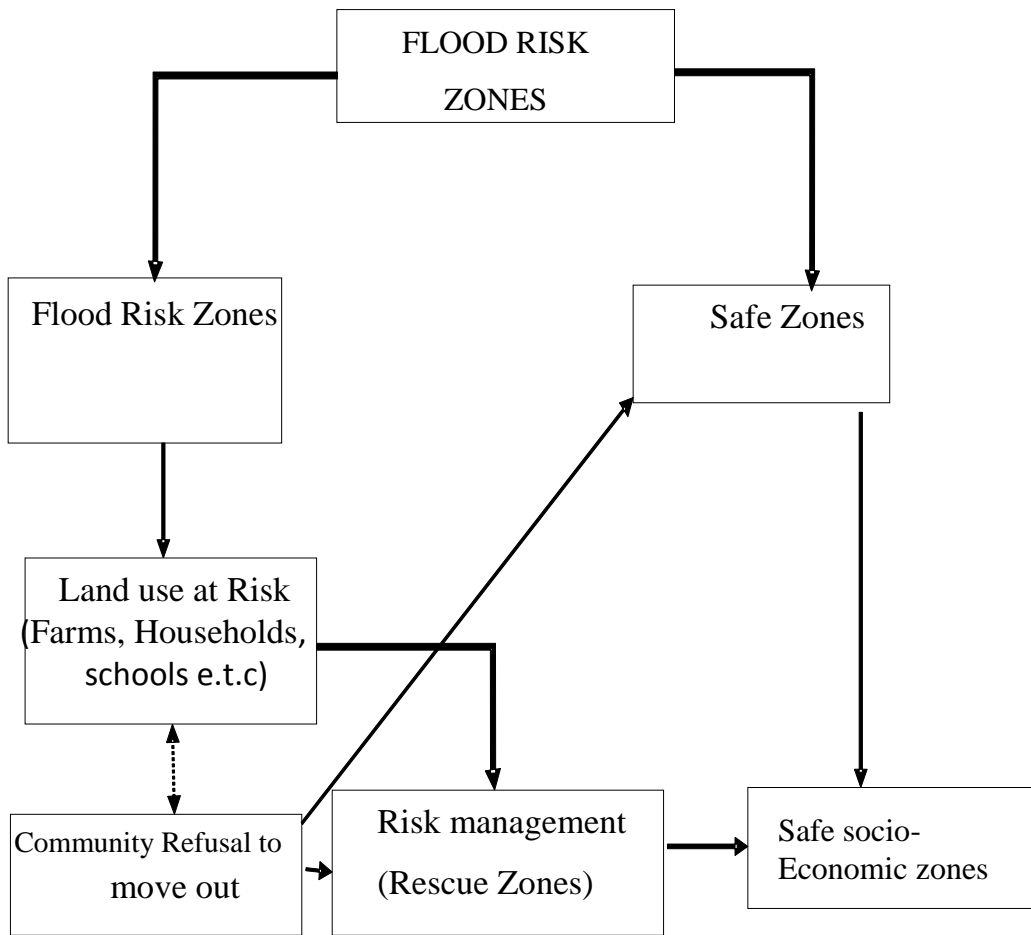 FLOOD RISK
ZONES
Flood Risk Zones
Safe Zones
Land use at Risk
(Farms, Households,
schools e.t.c)
Community Refusal to
move out
Risk management
(Rescue Zones)
Safe socio-
Economic zones